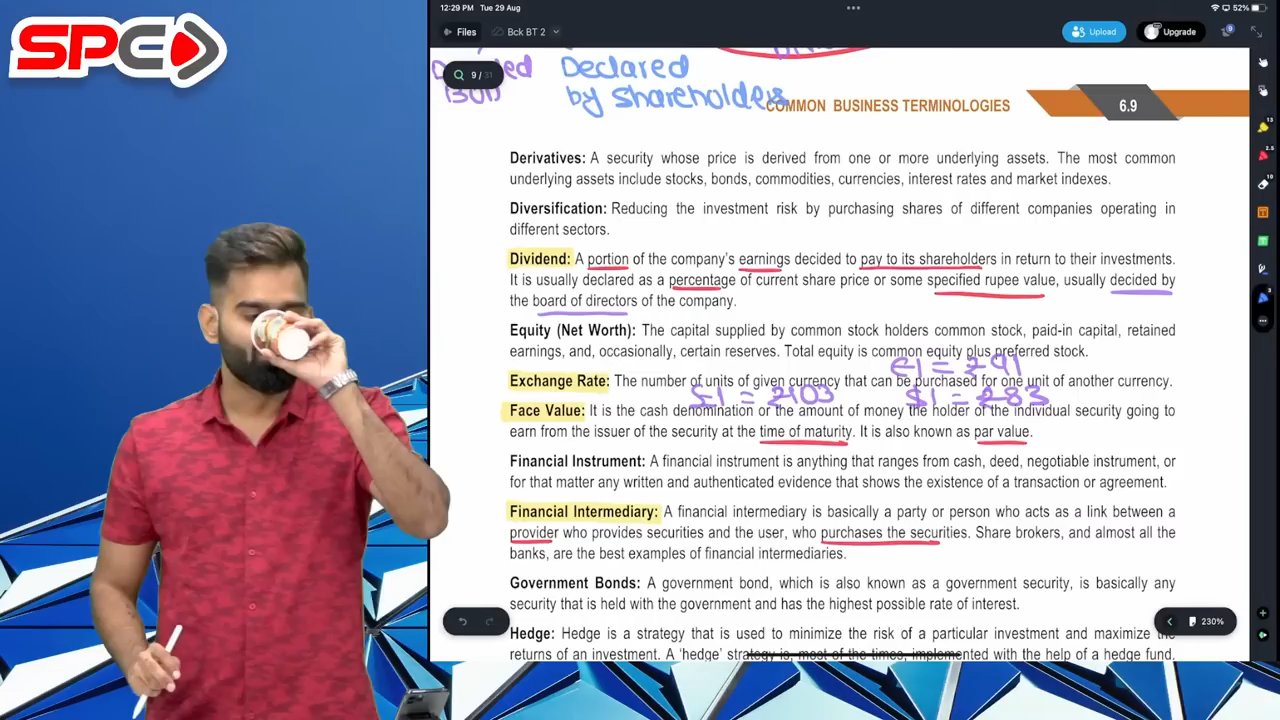 SPC
12:29 PM Tue 29 Aug
52%
Files
Bck BT 2
Upload
Upgrade
9 / 31
Declared
by shareholders
COMMON BUSINESS TERMINOLOGIES
6.9
Derivatives: A security whose price is derived from one or more underlying assets. The most common
underlying assets include stocks, bonds, commodities, currencies, interest rates and market indexes.
Diversification: Reducing the investment risk by purchasing shares of different companies operating in
different sectors.
Dividend: A portion of the company's earnings decided to pay to its shareholders in return to their investments.
It is usually declared as a percentage of current share price or some specified rupee value, usually decided by
the board of directors of the company.
Equity (Net Worth): The capital supplied by common stock holders common stock, paid-in capital, retained
earnings, and, occasionally, certain reserves. Total equity is common equity plus preferred stock.
€1 = ₹91
Exchange Rate: The number of units of given currency that can be purchased for one unit of another currency.
£1 = ₹103 $1 = ₹83
Face Value: It is the cash denomination or the amount of money the holder of the individual security going to
earn from the issuer of the security at the time of maturity. It is also known as par value.
Financial Instrument: A financial instrument is anything that ranges from cash, deed, negotiable instrument, or
for that matter any written and authenticated evidence that shows the existence of a transaction or agreement.
Financial Intermediary: A financial intermediary is basically a party or person who acts as a link between a
provider who provides securities and the user, who purchases the securities. Share brokers, and almost all the
banks, are the best examples of financial intermediaries.
Government Bonds: A government bond, which is also known as a government security, is basically any
security that is held with the government and has the highest possible rate of interest.
230%
Hedge: Hedge is a strategy that is used to minimize the risk of a particular investment and maximize the
returns of an investment. A 'hedge' strategy is, most of the times, implemented with the help of a hedge fund.